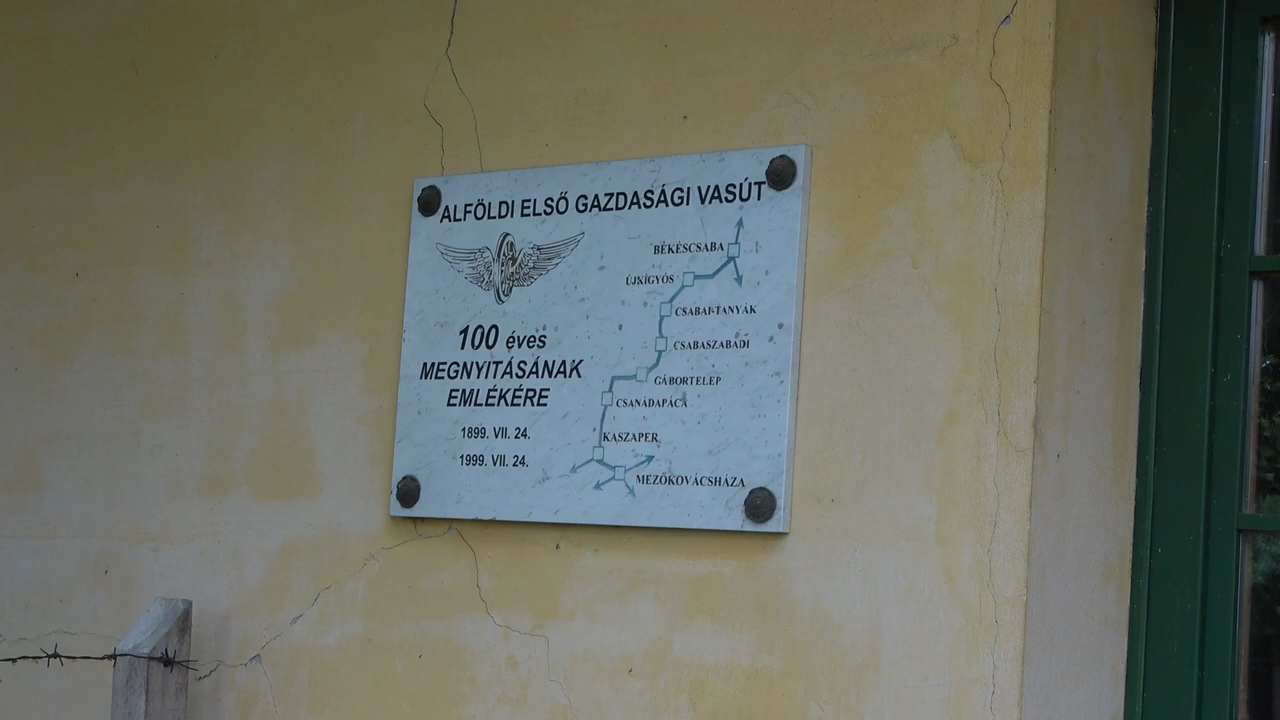 ALFÖLDI ELSŐ GAZDASÁGI VASÚT
100 éves
MEGNYITÁSÁNAK
EMLÉKÉRE
1899. VII. 24.
1999. VII. 24.
BÉKÉSCSABA
ÚJKÍGYÓS
CSABAI-TANYÁK
CSABASZABADI
GÁBORTELEP
CSANÁDAPÁCA
KASZAPER
MEZŐKOVÁCSHÁZA